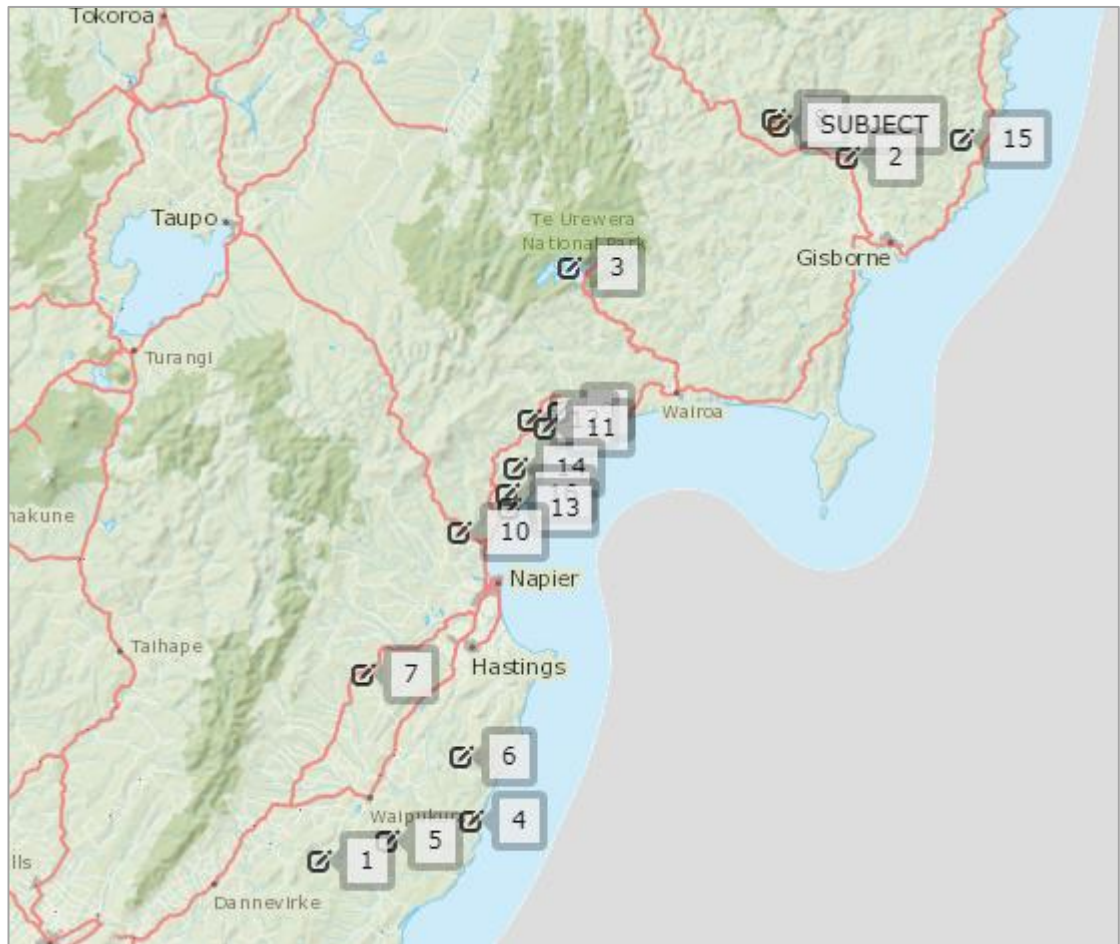 Tokoroa
SUBJECT
15
2
Taupo
Te Urewera
National Park
Gisborne
3
Turangi
Wairoa
11
14
13
10
nakune
Napier
Taihape
Hastings
7
6
4
5
1
lls
Dannevirke